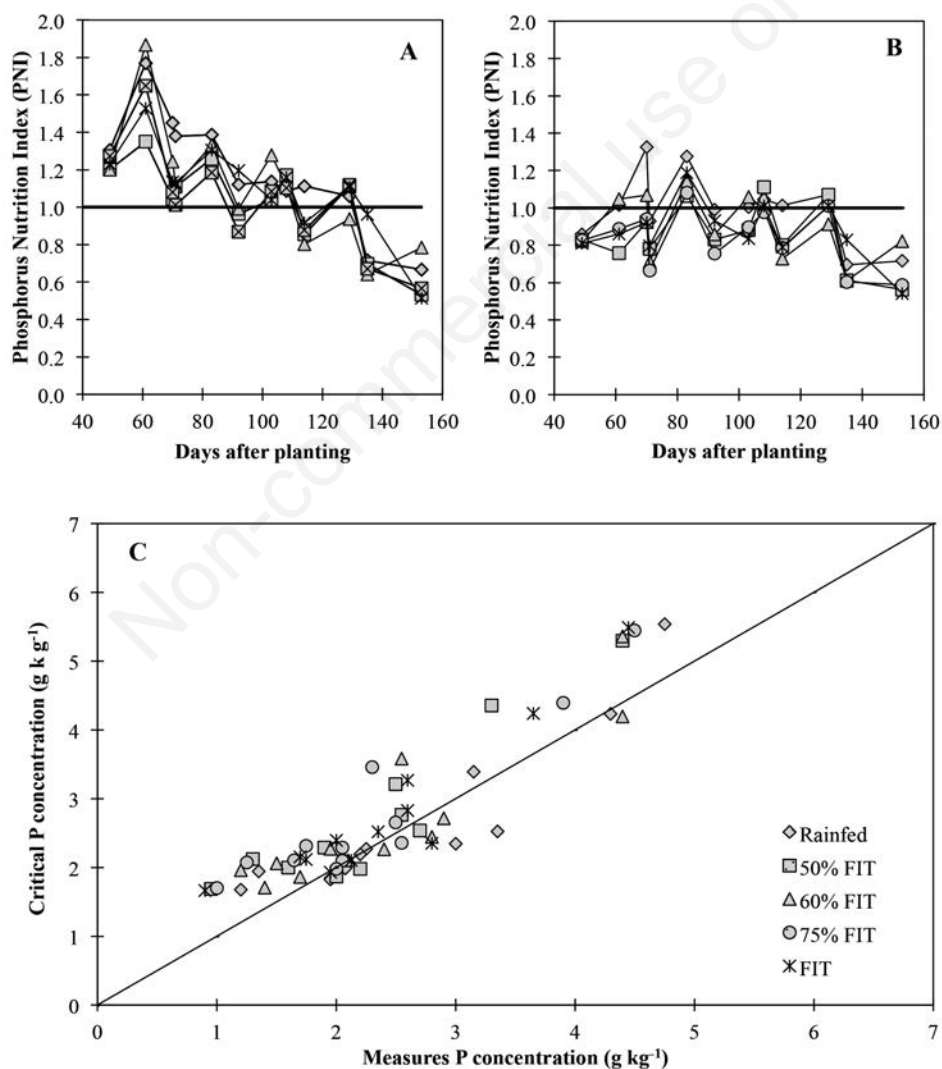 Non-commercial use o
A
Phosphorus Nutrition Index (PNI)
2.0
1.8
1.6
1.4
1.2
1.0
0.8
0.6
0.4
0.2
0.0
40 60 80 100 120 140 160
Days after planting
B
Phosphorus Nutrition Index (PNI)
2.0
1.8
1.6
1.4
1.2
1.0
0.8
0.6
0.4
0.2
0.0
40 60 80 100 120 140 160
Days after planting
C
Critical P concentration (g k g⁻¹)
7
6
5
4
3
2
1
0
0 1 2 3 4 5 6 7
Measures P concentration (g kg⁻¹)
Rainfed
50% FIT
60% FIT
75% FIT
FIT